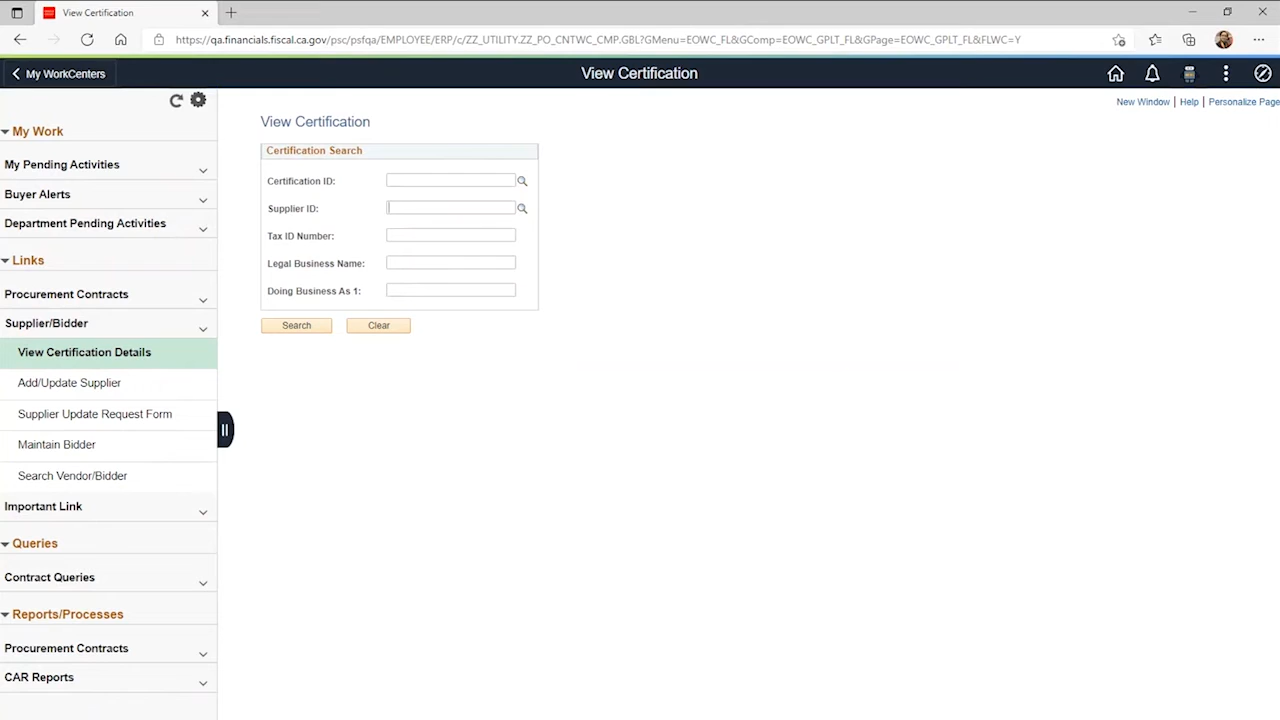 View Certification
https://qa.financials.fiscal.ca.gov/psc/psfqa/EMPLOYEE/ERP/c/ZZ_UTILITY.ZZ_PO_CNTWC_CMP.GBL?GMenu=EOWC_FL&GComp=EOWC_GPLT_FL&GPage=EOWC_GPLT_FL&FLWC=Y
My WorkCenters
View Certification
New Window | Help | Personalize Page
My Work
My Pending Activities
Buyer Alerts
Department Pending Activities
Links
Procurement Contracts
Supplier/Bidder
View Certification Details
Add/Update Supplier
Supplier Update Request Form
Maintain Bidder
Search Vendor/Bidder
Important Link
Queries
Contract Queries
Reports/Processes
Procurement Contracts
CAR Reports
View Certification
Certification Search
Certification ID:
Supplier ID:
Tax ID Number:
Legal Business Name:
Doing Business As 1:
Search Clear